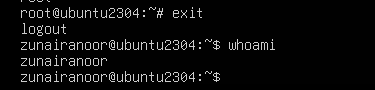 root@ubuntu2304:~# exit
logout
zunairanoor@ubuntu2304:~$ whoami
zunairanoor
zunairanoor@ubuntu2304:~$